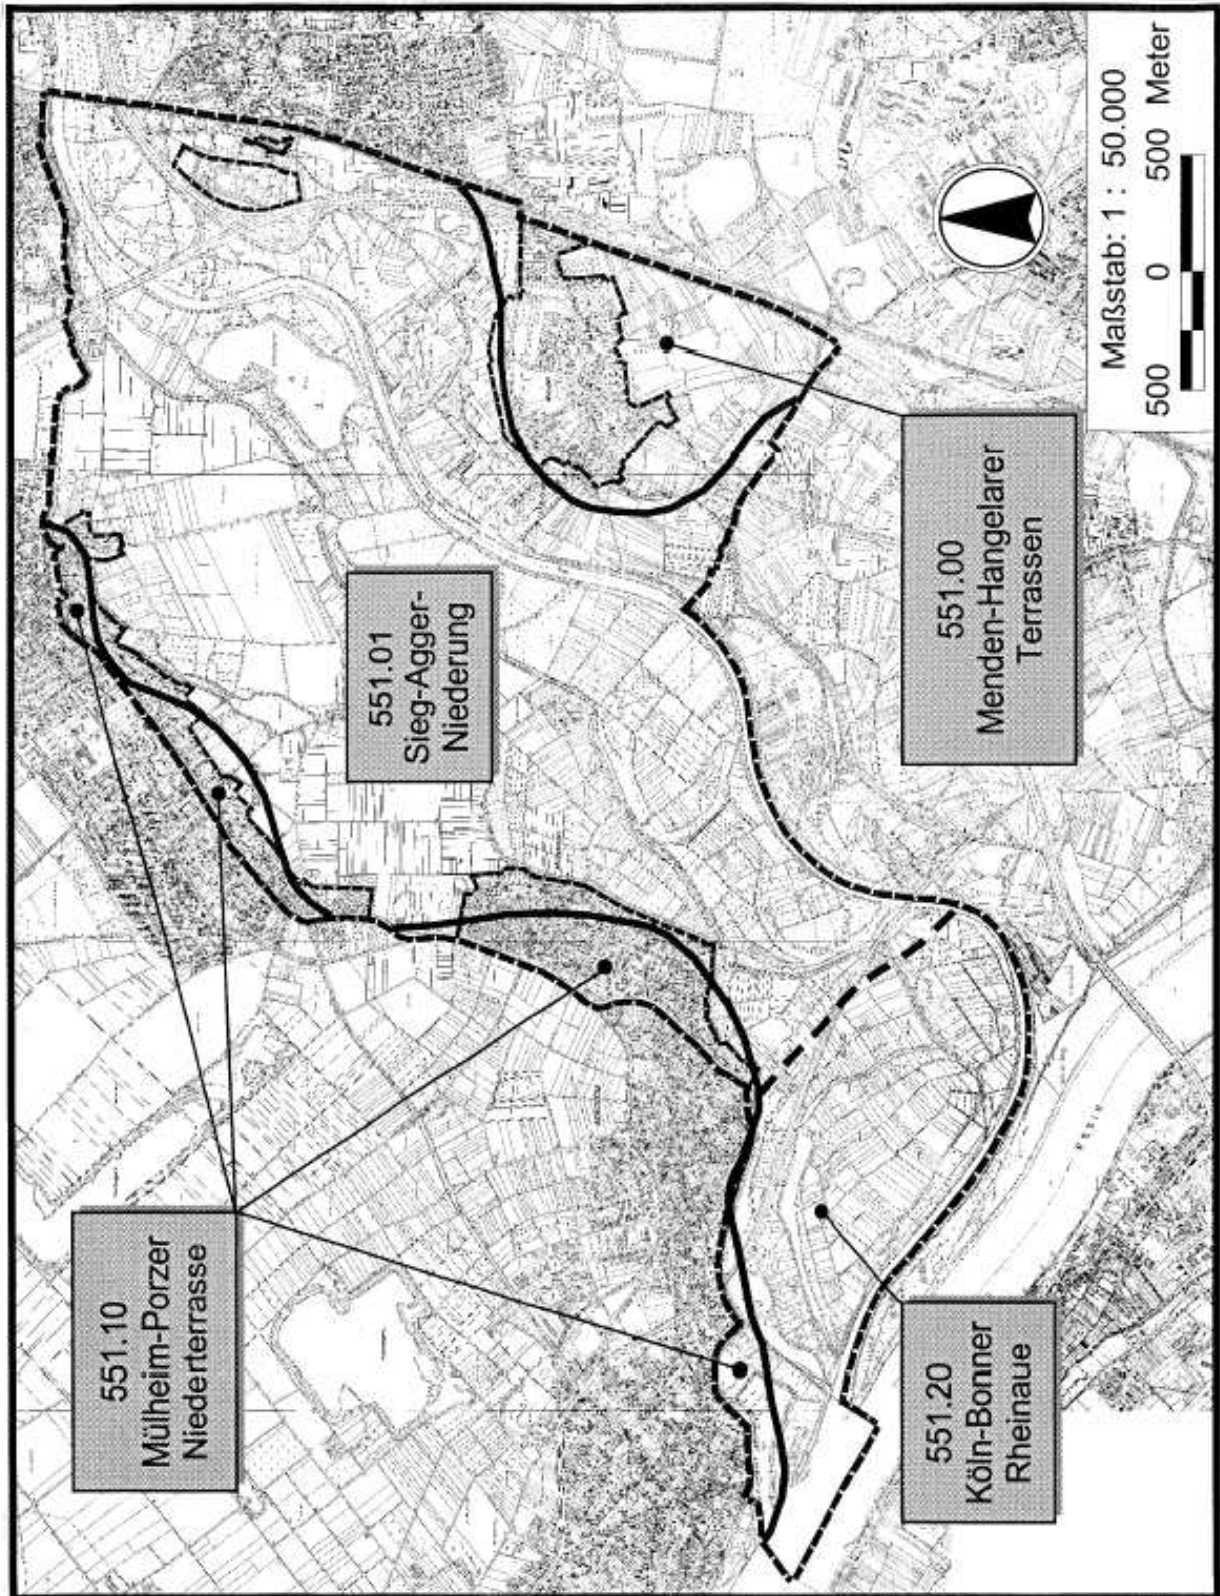 551.10
Mülheim-Porzer
Niederterrasse
551.01
Sieg-Agger-
Niederung
551.20
Köln-Bonner
Rheinaue
551.00
Menden-Hangelarer
Terrassen
Maßstab: 1 : 50.000
500 0 500 Meter